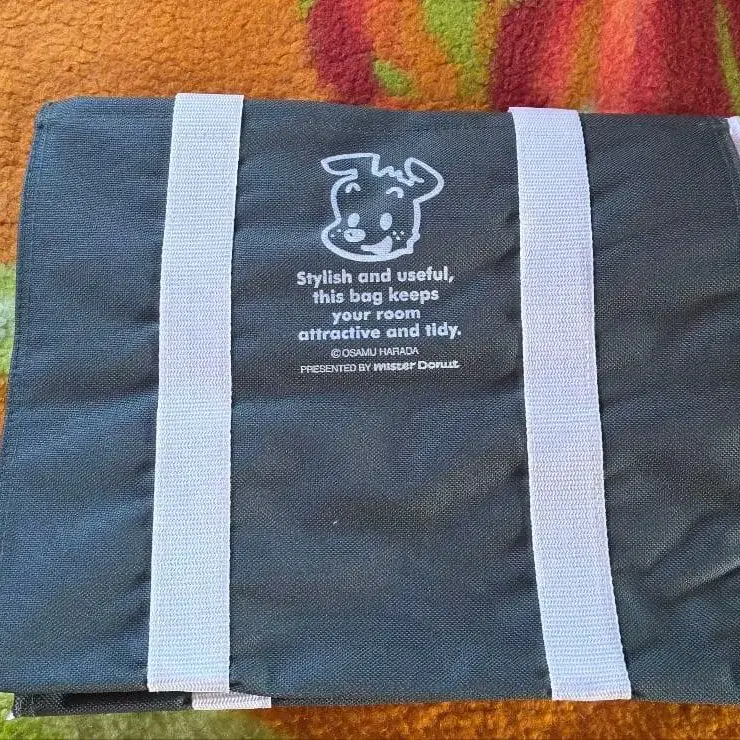 Stylish and useful,
this bag keeps
your room
attractive and tidy.
© OSAMU HARADA
PRESENTED BY mister Donut